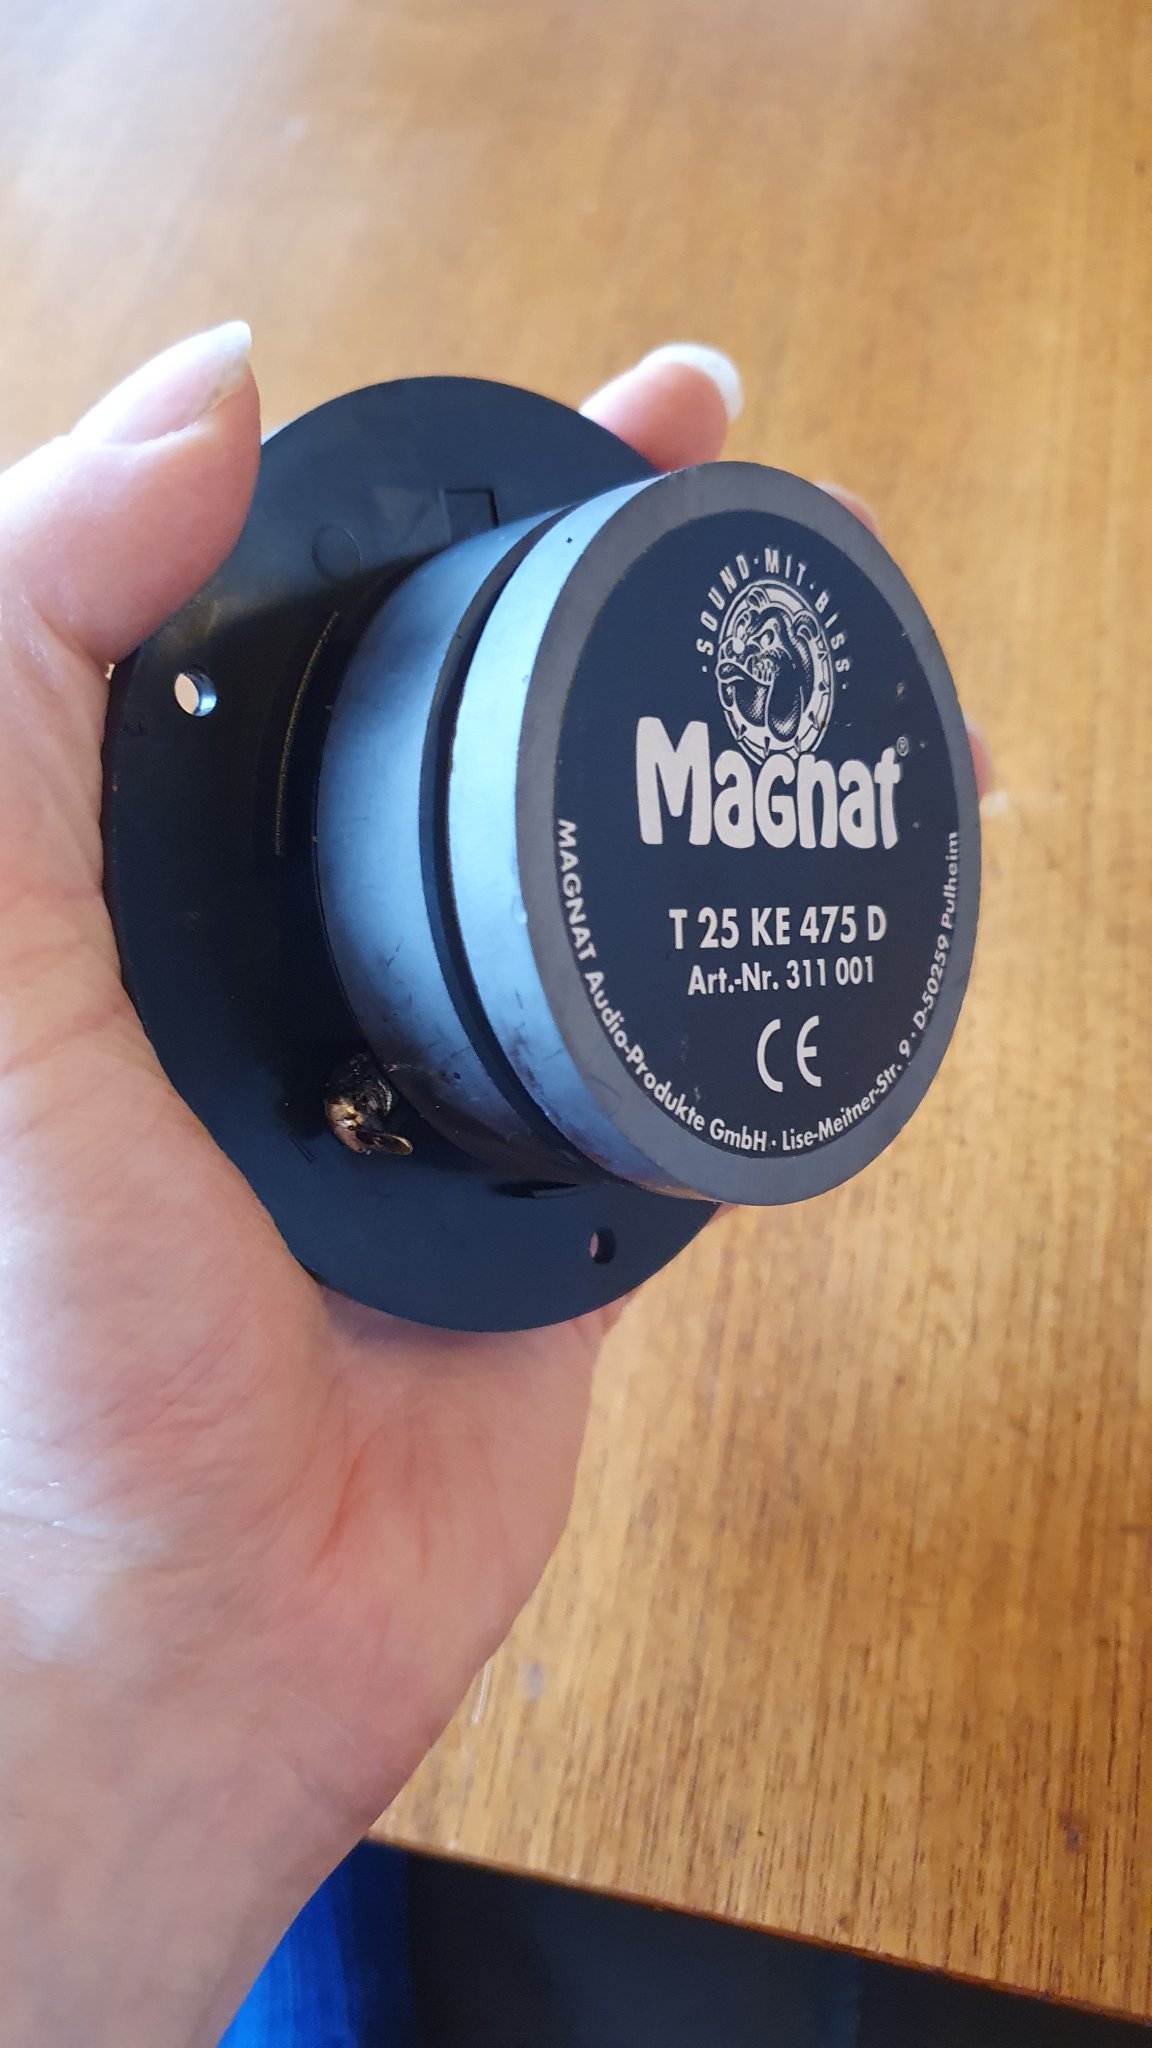 ·SOUND·MIT·BISS·
Magnat®
T 25 KE 475 D
Art.-Nr. 311 001
CE
MAGNAT Audio-Produkte GmbH · Lise-Meitner-Str. 9 · D-50259 Pulheim